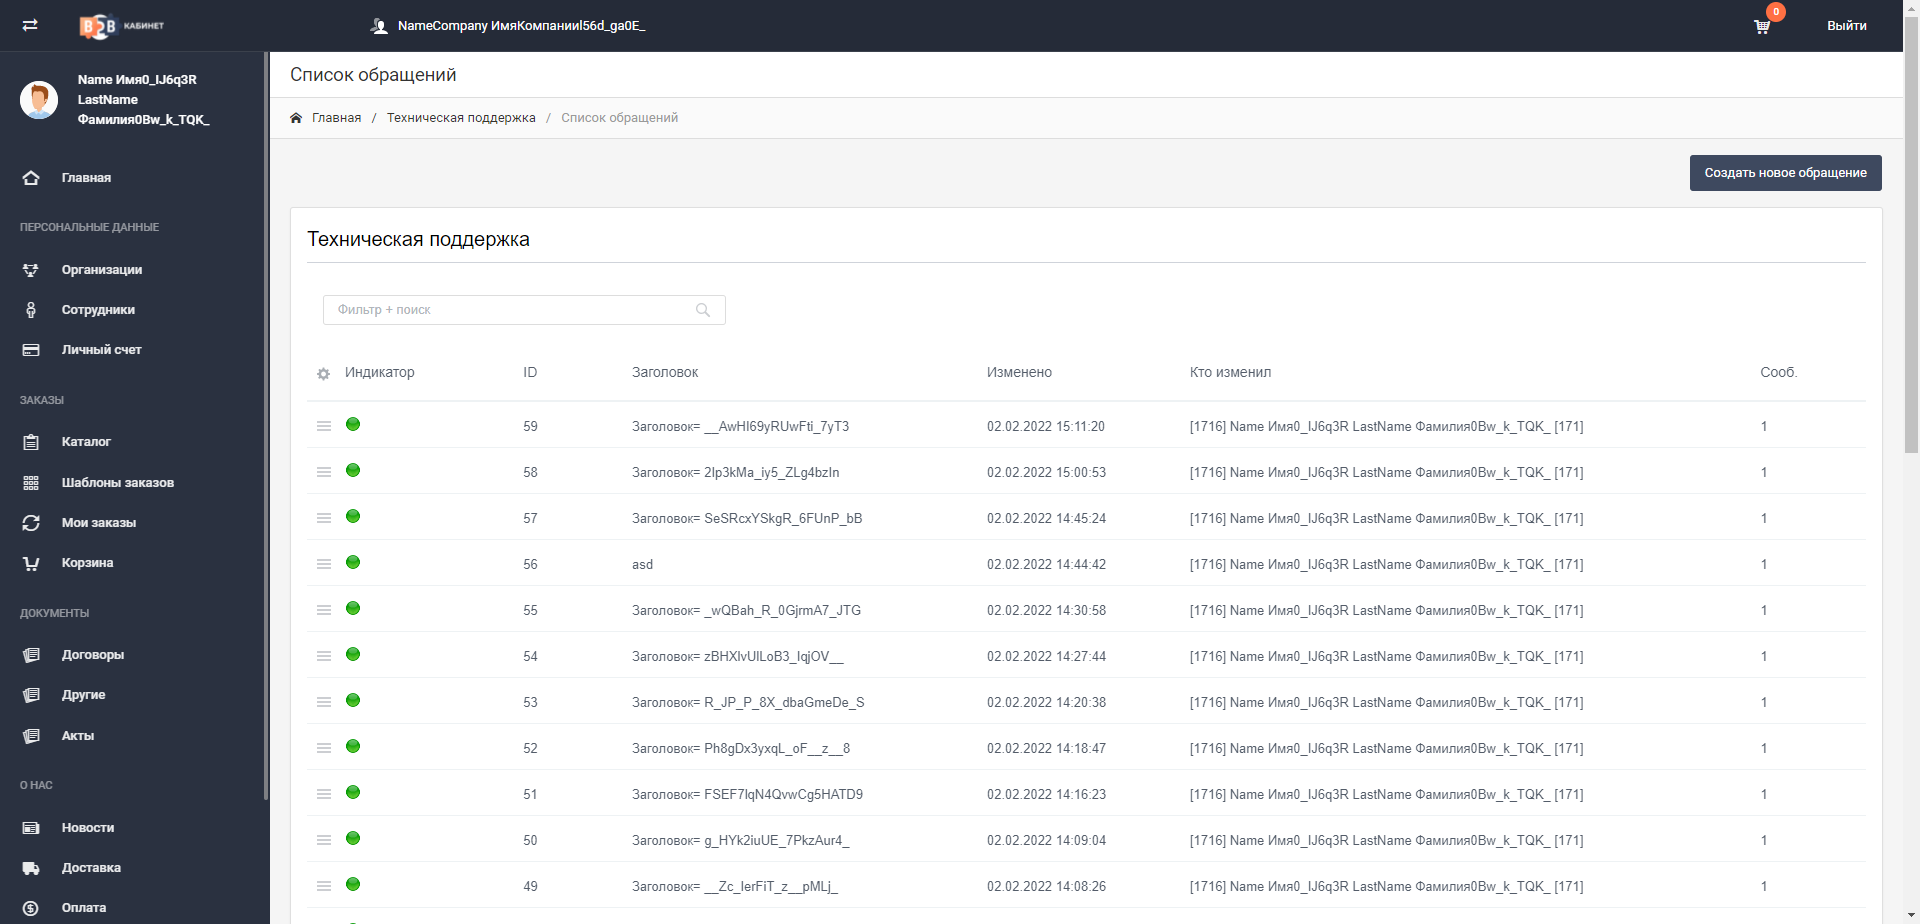 B2B КАБИНЕТ
NameCompany ИмяКомпанииl56d_ga0E_
0
Выйти
Name Имя0_IJ6q3R
LastName
Фамилия0Bw_k_TQK_
Главная
ПЕРСОНАЛЬНЫЕ ДАННЫЕ
Организации
Сотрудники
Личный счет
ЗАКАЗЫ
Каталог
Шаблоны заказов
Мои заказы
Корзина
ДОКУМЕНТЫ
Договоры
Другие
Акты
О НАС
Новости
Доставка
Оплата
Список обращений
Главная / Техническая поддержка / Список обращений
Создать новое обращение
Техническая поддержка
Фильтр + поиск
Индикатор ID Заголовок Изменено Кто изменил Сооб.
59 Заголовок= __AwHI69yRUwFti_7yT3 02.02.2022 15:11:20 [1716] Name Имя0_IJ6q3R LastName Фамилия0Bw_k_TQK_ [171] 1
58 Заголовок= 2Ip3kMa_iy5_ZLg4bzIn 02.02.2022 15:00:53 [1716] Name Имя0_IJ6q3R LastName Фамилия0Bw_k_TQK_ [171] 1
57 Заголовок= SeSRcxYSkgR_6FUnP_bB 02.02.2022 14:45:24 [1716] Name Имя0_IJ6q3R LastName Фамилия0Bw_k_TQK_ [171] 1
56 asd 02.02.2022 14:44:42 [1716] Name Имя0_IJ6q3R LastName Фамилия0Bw_k_TQK_ [171] 1
55 Заголовок= _wQBah_R_0GjrmA7_JTG 02.02.2022 14:30:58 [1716] Name Имя0_IJ6q3R LastName Фамилия0Bw_k_TQK_ [171] 1
54 Заголовок= zBHXlvUILoB3_IqjOV__ 02.02.2022 14:27:44 [1716] Name Имя0_IJ6q3R LastName Фамилия0Bw_k_TQK_ [171] 1
53 Заголовок= R_JP_P_8X_dbaGmeDe_S 02.02.2022 14:20:38 [1716] Name Имя0_IJ6q3R LastName Фамилия0Bw_k_TQK_ [171] 1
52 Заголовок= Ph8gDx3yxqL_oF__z__8 02.02.2022 14:18:47 [1716] Name Имя0_IJ6q3R LastName Фамилия0Bw_k_TQK_ [171] 1
51 Заголовок= FSEF7lqN4QvwCg5HATD9 02.02.2022 14:16:23 [1716] Name Имя0_IJ6q3R LastName Фамилия0Bw_k_TQK_ [171] 1
50 Заголовок= g_HYk2iuUE_7PkzAur4_ 02.02.2022 14:09:04 [1716] Name Имя0_IJ6q3R LastName Фамилия0Bw_k_TQK_ [171] 1
49 Заголовок= __Zc_IerFiT_z__pMLj_ 02.02.2022 14:08:26 [1716] Name Имя0_IJ6q3R LastName Фамилия0Bw_k_TQK_ [171] 1